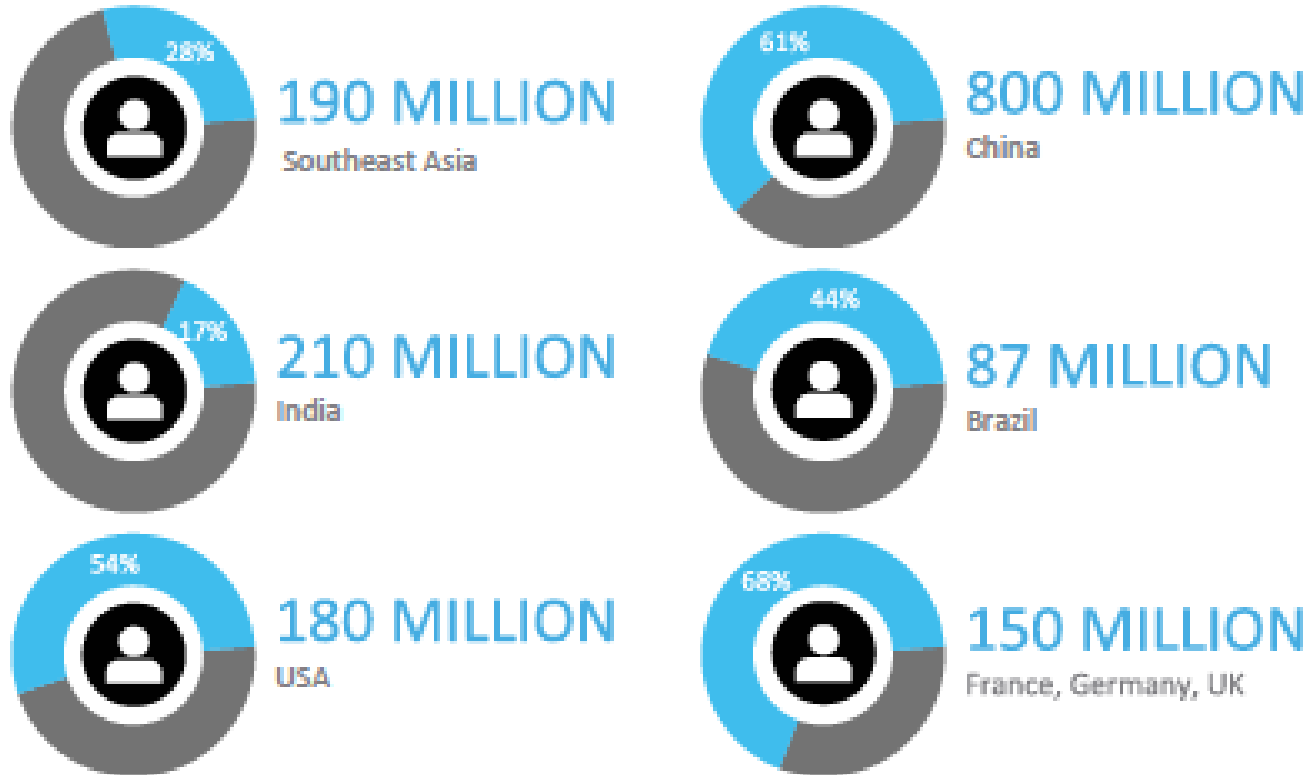 28%
190 MILLION
Southeast Asia
61%
800 MILLION
China
17%
210 MILLION
India
44%
87 MILLION
Brazil
54%
180 MILLION
USA
68%
150 MILLION
France, Germany, UK